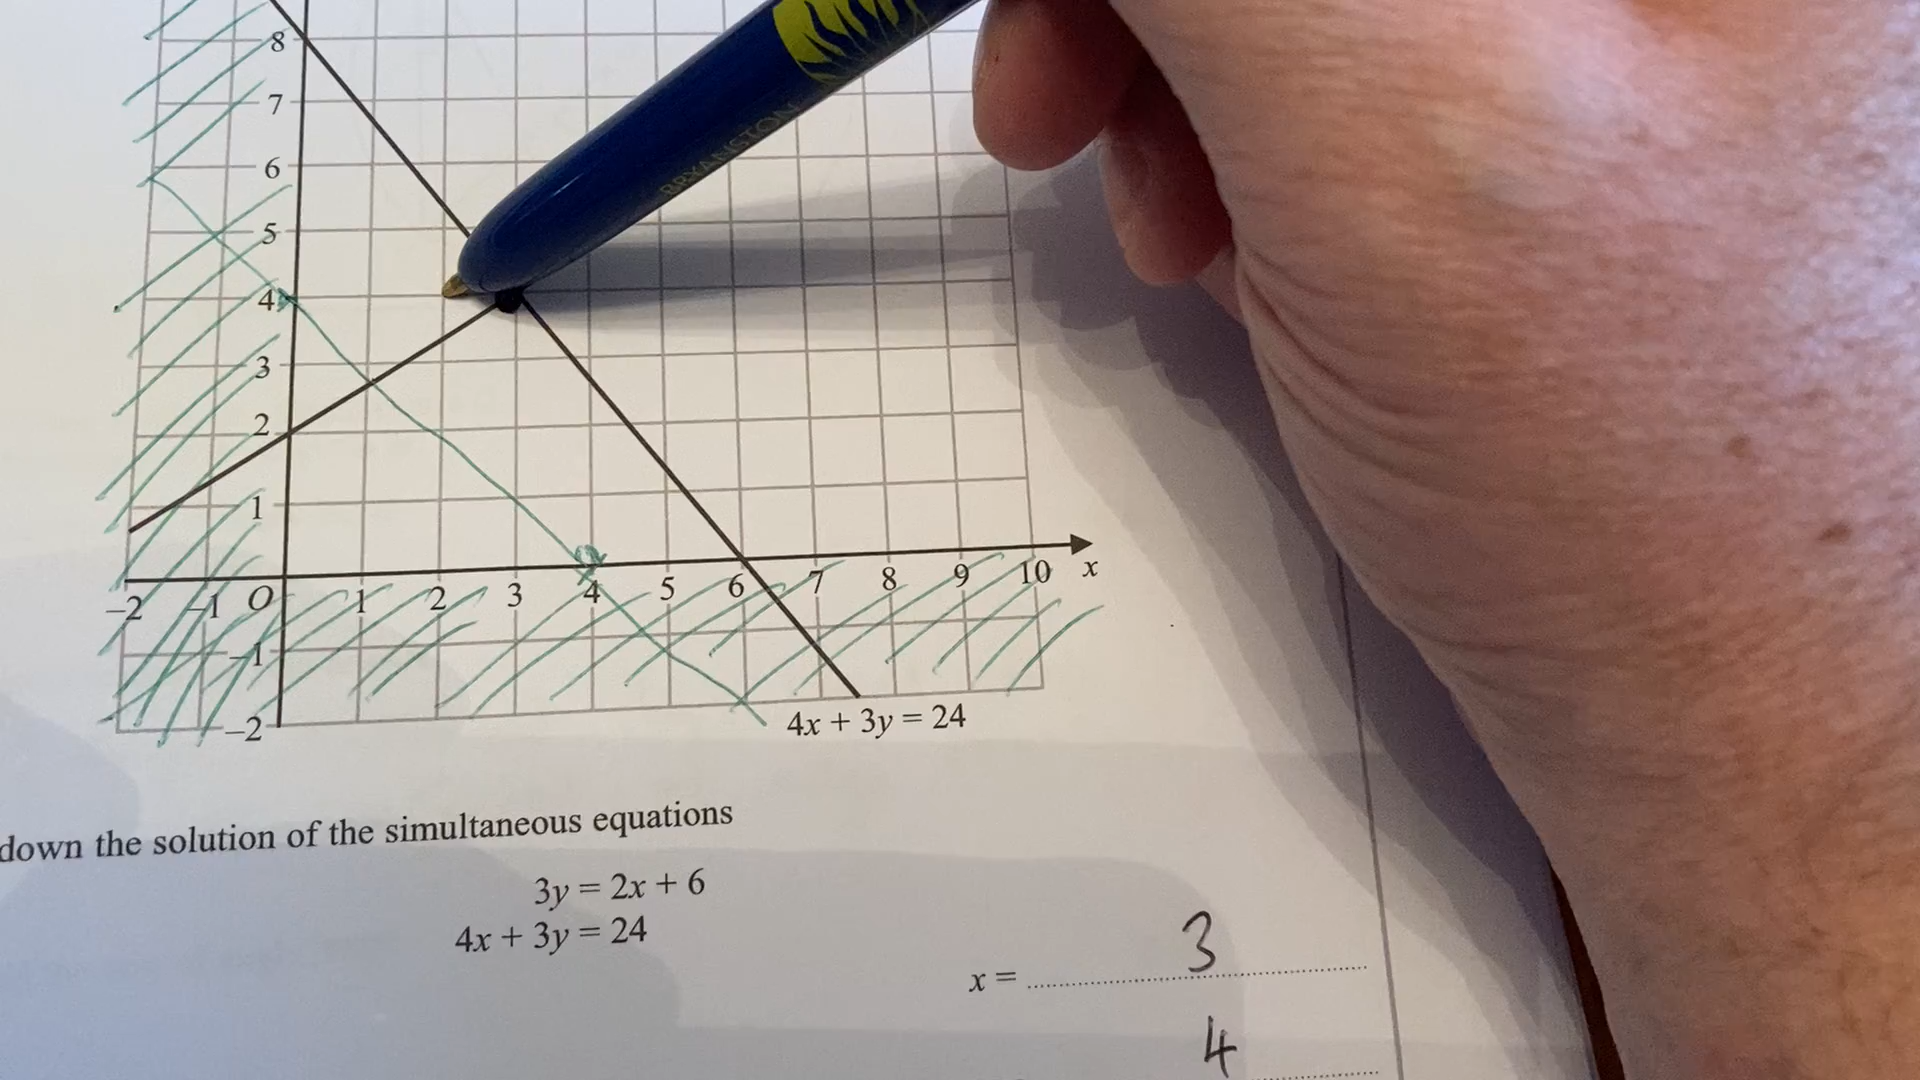 8
7
6
5
4
3
2
1
-2 -1 O 1 2 3 4 5 6 7 8 9 10 x
-1
-2
4x + 3y = 24
BRYANSTON
down the solution of the simultaneous equations
3y = 2x + 6
4x + 3y = 24
x = 3
4